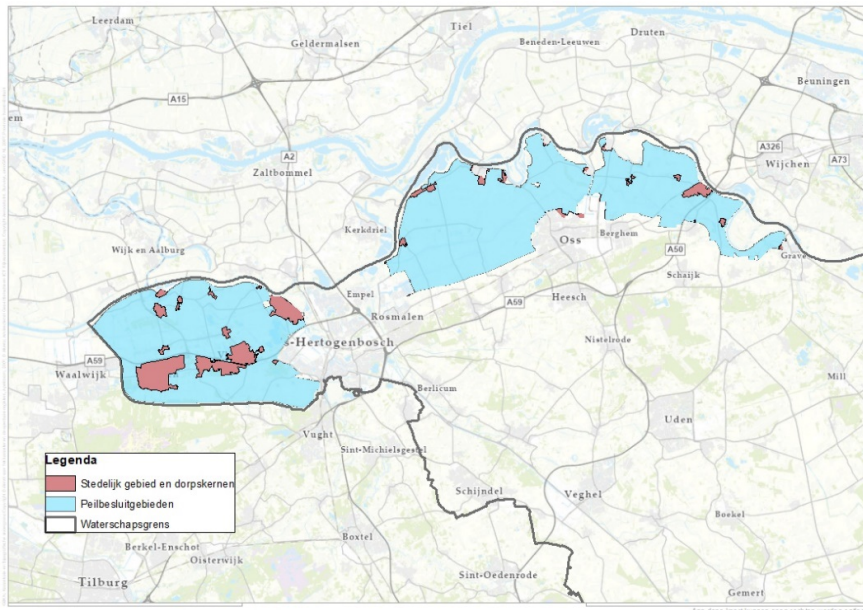 Leerdam
Tiel
Geldermalsen
Beneden-Leeuwen
Druten
Beuningen
A15
em
A2
A326
A73
Wijchen
Zaltbommel
Kerkdriel
Wijk en Aalburg
Oss
Berghem
A50
Grave
Schaijk
Empel
A59
Heesch
Rosmalen
s-Hertogenbosch
Nistelrode
A59
Waalwijk
Berlicum
Mill
Uden
Vught
Sint-Michielsgestel
Legenda
Stedelijk gebied en dorpskernen
Peilbesluitgebieden
Waterschapsgrens
Schijndel
Veghel
Boekel
Berkel-Enschot
Oisterwijk
Boxtel
Tilburg
Sint-Oedenrode
Gemert